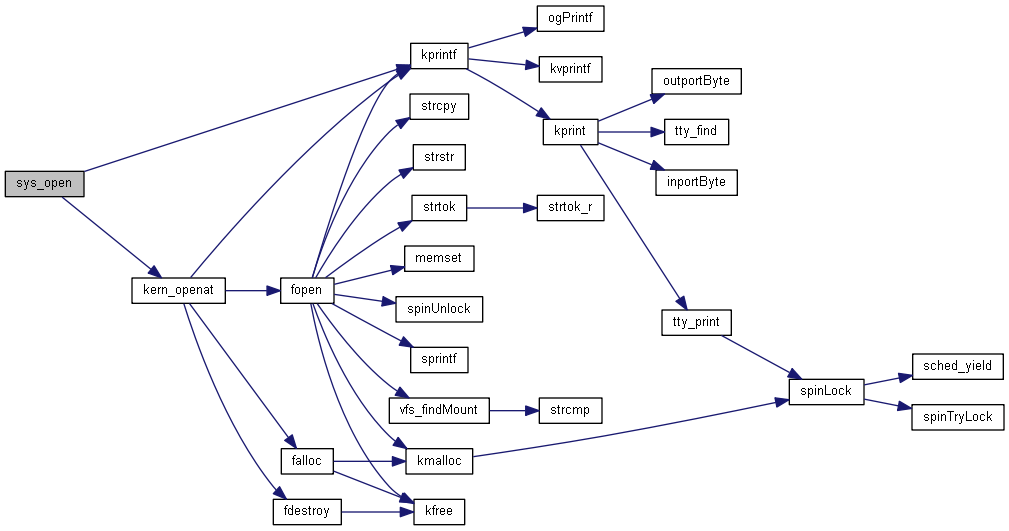 ogPrintf
kprintf
kvprintf
outportByte
strcpy
kprint
tty_find
strstr
sys_open
inportByte
strtok
strtok_r
memset
kern_openat
fopen
spinUnlock
tty_print
sprintf
sched_yield
spinLock
vfs_findMount
strcmp
spinTryLock
falloc
kmalloc
fdestroy
kfree